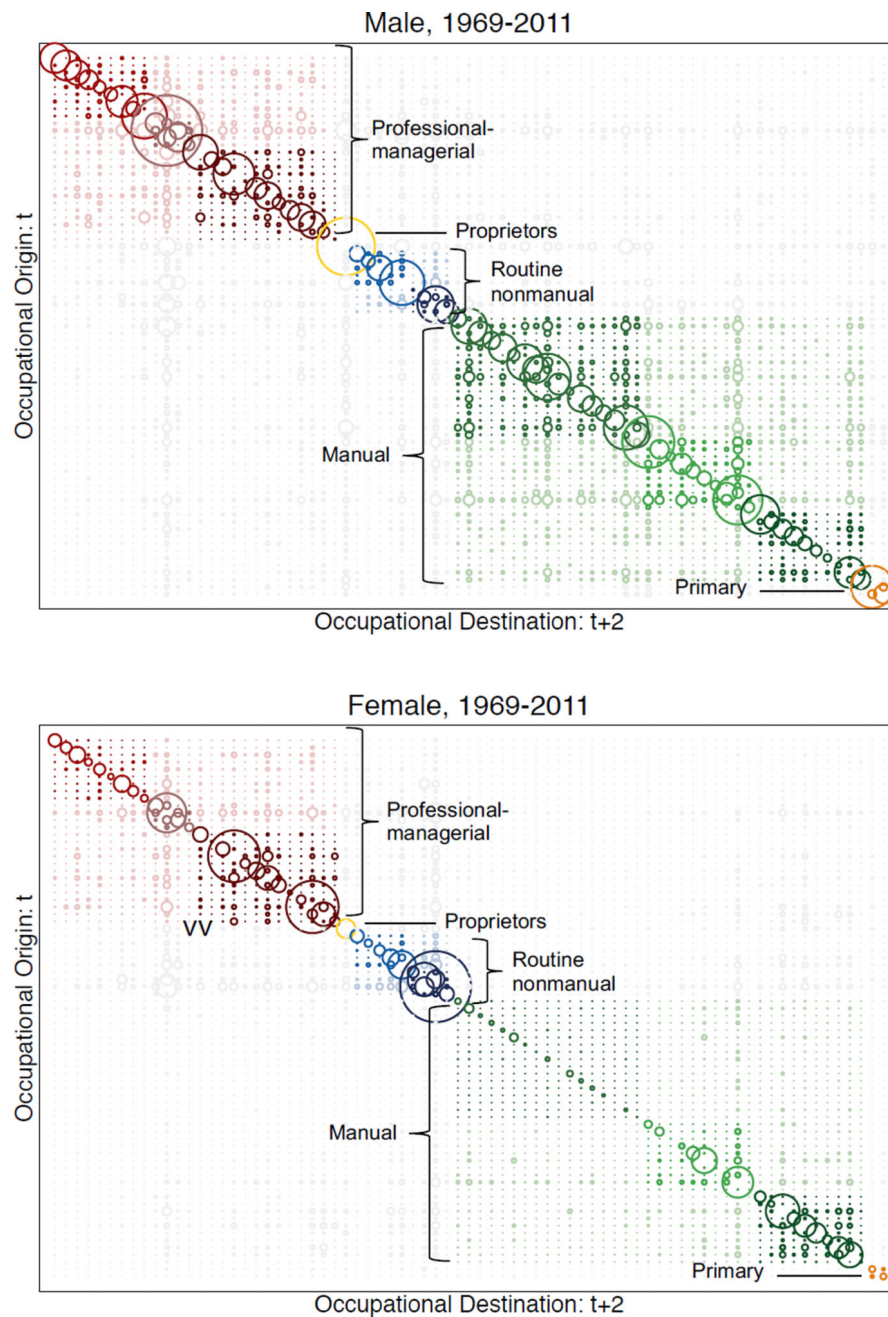 Male, 1969-2011
Occupational Origin: t
Professional-
managerial
Proprietors
Routine
nonmanual
Manual
Primary
Occupational Destination: t+2
Female, 1969-2011
Occupational Origin: t
Professional-
managerial
VV
Proprietors
Routine
nonmanual
Manual
Primary
Occupational Destination: t+2